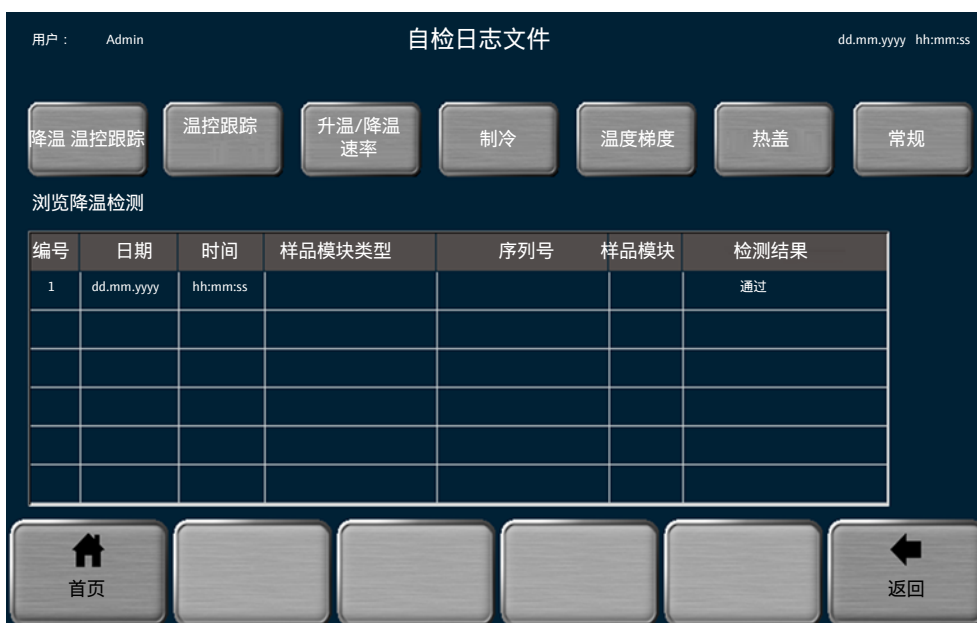 用户： Admin 自检日志文件 dd.mm.yyyy hh:mm:ss
降温 温控跟踪 温控跟踪 升温/降温 速率 制冷 温度梯度 热盖 常规
浏览降温检测
编号 日期 时间 样品模块类型 序列号 样品模块 检测结果
1 dd.mm.yyyy hh:mm:ss 通过
首页 返回